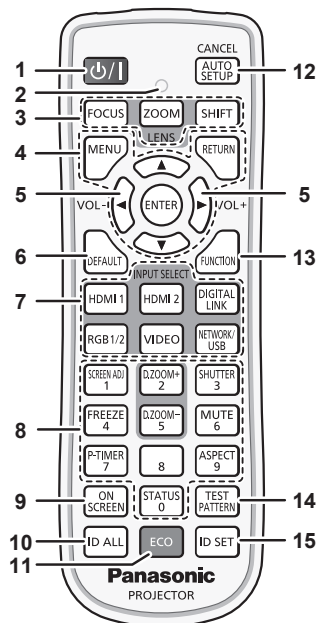 CANCEL
1 ⏻/| AUTO SETUP 12
2
3 FOCUS ZOOM SHIFT
LENS
4 MENU RETURN
▲
5 5
VOL- ◀ ENTER ▶ VOL+
▼
6 DEFAULT FUNCTION 13
INPUT SELECT
7 HDMI 1 HDMI 2 DIGITAL LINK
RGB1/2 VIDEO NETWORK/ USB
SCREEN ADJ 1 D.ZOOM+ 2 SHUTTER 3
8 FREEZE 4 D.ZOOM- 5 MUTE 6
P-TIMER 7 8 ASPECT 9
9 ON SCREEN STATUS 0 TEST PATTERN 14
10 ID ALL ECO ID SET 15
11
Panasonic
PROJECTOR